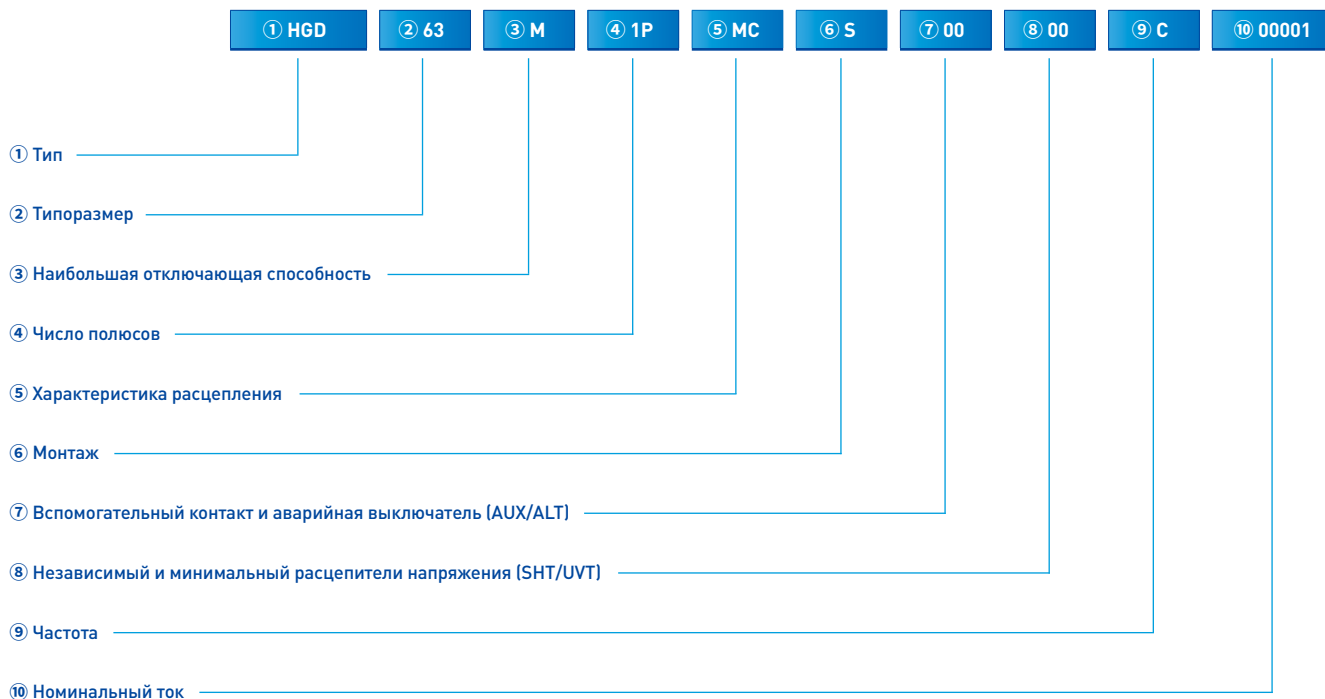 ① HGD ② 63 ③ M ④ 1P ⑤ MC ⑥ S ⑦ 00 ⑧ 00 ⑨ C ⑩ 00001
① Тип
② Типоразмер
③ Наибольшая отключающая способность
④ Число полюсов
⑤ Характеристика расцепления
⑥ Монтаж
⑦ Вспомогательный контакт и аварийная выключатель (AUX/ALT)
⑧ Независимый и минимальный расцепители напряжения (SHT/UVT)
⑨ Частота
⑩ Номинальный ток